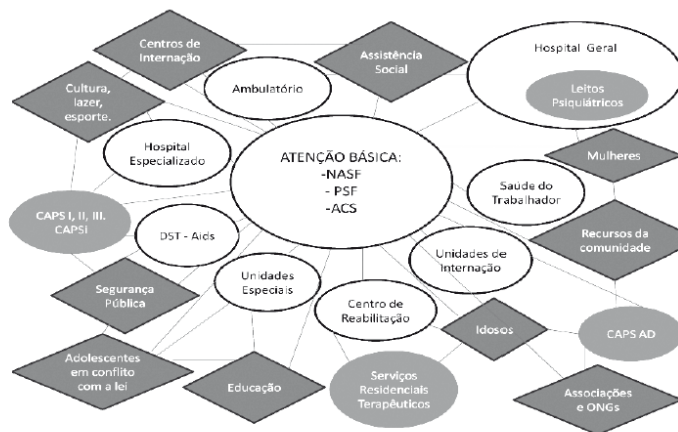 Centros de
Internação
Assistência
Social
Hospital Geral
Leitos
Psiquiátricos
Cultura,
lazer,
esporte.
Ambulatório
Hospital
Especializado
ATENÇÃO BÁSICA:
-NASF
- PSF
-ACS
Mulheres
Saúde do
Trabalhador
CAPS I, II, III.
CAPSi
DST - Aids
Recursos da
comunidade
Unidades de
Internação
Segurança
Pública
Unidades
Especiais
Centro de
Reabilitação
Idosos
CAPS AD
Adolescentes
em conflito
com a lei
Educação
Serviços
Residenciais
Terapêuticos
Associações
e ONGs